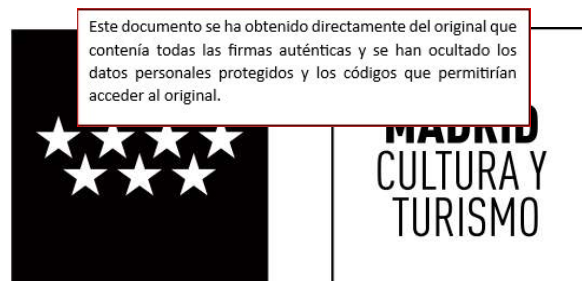 Este documento se ha obtenido directamente del original que
contenía todas las firmas auténticas y se han ocultado los
datos personales protegidos y los códigos que permitirían
acceder al original.
MADRID
CULTURA Y
TURISMO